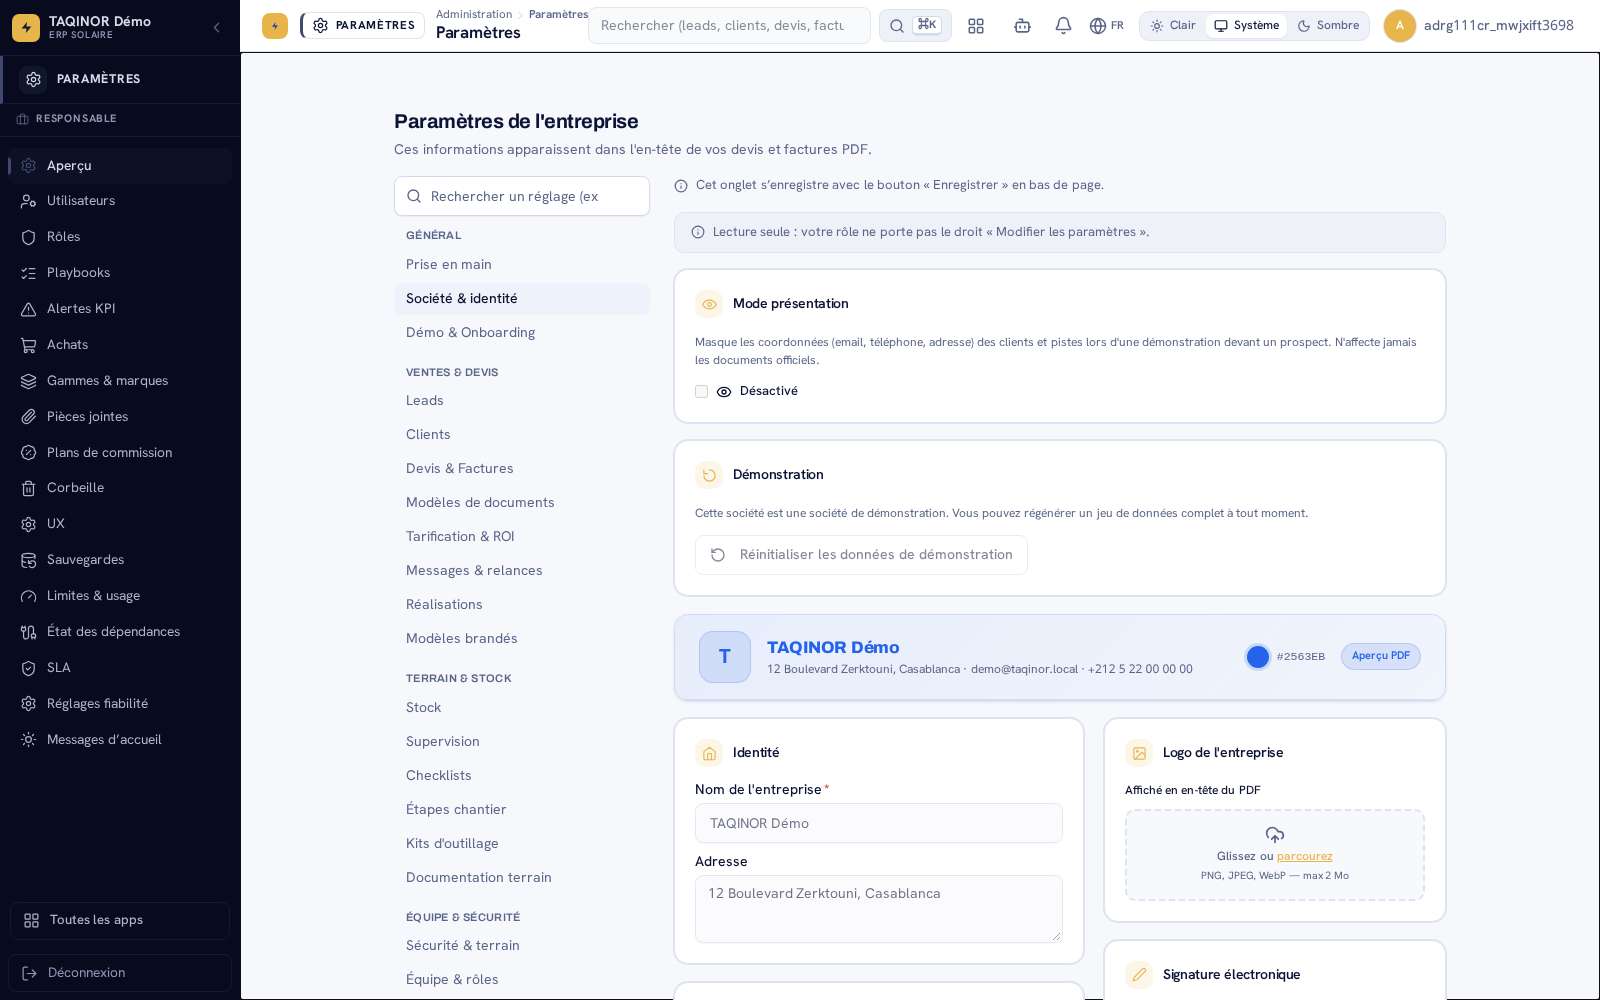 TAQINOR Démo
ERP SOLAIRE
PARAMÈTRES
RESPONSABLE
Aperçu
Utilisateurs
Rôles
Playbooks
Alertes KPI
Achats
Gammes & marques
Pièces jointes
Plans de commission
Corbeille
UX
Sauvegardes
Limites & usage
État des dépendances
SLA
Réglages fiabilité
Messages d’accueil
Toutes les apps
Déconnexion
PARAMÈTRES
Administration > Paramètres
Paramètres
Rechercher (leads, clients, devis, factu
⌘K
FR
Clair
Système
Sombre
A
adrg111cr_mwjxift3698
Paramètres de l'entreprise
Ces informations apparaissent dans l'en-tête de vos devis et factures PDF.
Rechercher un réglage (ex
GÉNÉRAL
Prise en main
Société & identité
Démo & Onboarding
VENTES & DEVIS
Leads
Clients
Devis & Factures
Modèles de documents
Tarification & ROI
Messages & relances
Réalisations
Modèles brandés
TERRAIN & STOCK
Stock
Supervision
Checklists
Étapes chantier
Kits d'outillage
Documentation terrain
ÉQUIPE & SÉCURITÉ
Sécurité & terrain
Équipe & rôles
Cet onglet s’enregistre avec le bouton « Enregistrer » en bas de page.
Lecture seule : votre rôle ne porte pas le droit « Modifier les paramètres ».
Mode présentation
Masque les coordonnées (email, téléphone, adresse) des clients et pistes lors d'une démonstration devant un prospect. N'affecte jamais
les documents officiels.
Désactivé
Démonstration
Cette société est une société de démonstration. Vous pouvez régénérer un jeu de données complet à tout moment.
Réinitialiser les données de démonstration
T
TAQINOR Démo
12 Boulevard Zerktouni, Casablanca · demo@taqinor.local · +212 5 22 00 00 00
#2563EB
Aperçu PDF
Identité
Nom de l'entreprise *
TAQINOR Démo
Adresse
12 Boulevard Zerktouni, Casablanca
Logo de l'entreprise
Affiché en en-tête du PDF
Glissez ou parcourez
PNG, JPEG, WebP — max 2 Mo
Signature électronique